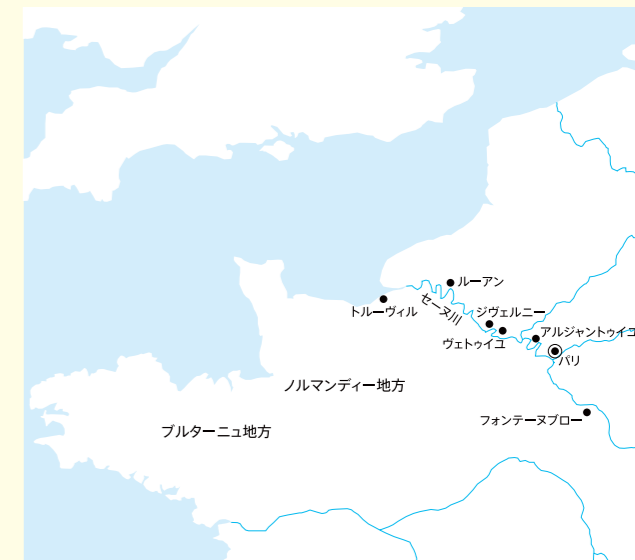 ルーアン
トルーヴィル
セーヌ川
ジヴェルニー
ヴェトゥイユ
アルジャントゥイユ
パリ
ノルマンディー地方
フォンテーヌブロー
ブルターニュ地方